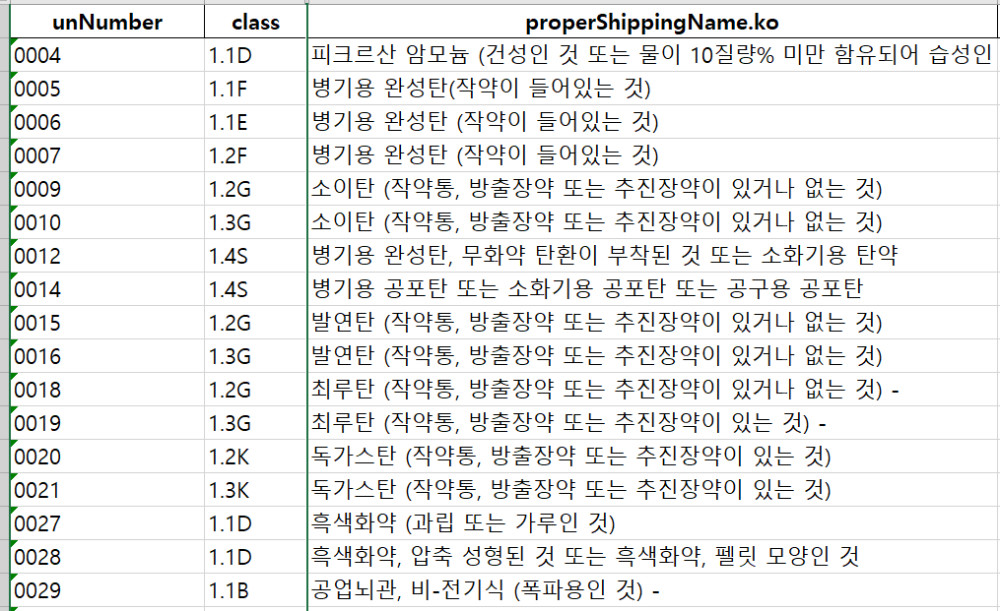 unNumber class properShippingName.ko
0004 1.1D 피크르산 암모늄 (건성인 것 또는 물이 10질량% 미만 함유되어 습성인
0005 1.1F 병기용 완성탄(작약이 들어있는 것)
0006 1.1E 병기용 완성탄 (작약이 들어있는 것)
0007 1.2F 병기용 완성탄 (작약이 들어있는 것)
0009 1.2G 소이탄 (작약통, 방출장약 또는 추진장약이 있거나 없는 것)
0010 1.3G 소이탄 (작약통, 방출장약 또는 추진장약이 있거나 없는 것)
0012 1.4S 병기용 완성탄, 무화약 탄환이 부착된 것 또는 소화기용 탄약
0014 1.4S 병기용 공포탄 또는 소화기용 공포탄 또는 공구용 공포탄
0015 1.2G 발연탄 (작약통, 방출장약 또는 추진장약이 있거나 없는 것)
0016 1.3G 발연탄 (작약통, 방출장약 또는 추진장약이 있거나 없는 것)
0018 1.2G 최루탄 (작약통, 방출장약 또는 추진장약이 있거나 없는 것) -
0019 1.3G 최루탄 (작약통, 방출장약 또는 추진장약이 있는 것) -
0020 1.2K 독가스탄 (작약통, 방출장약 또는 추진장약이 있는 것)
0021 1.3K 독가스탄 (작약통, 방출장약 또는 추진장약이 있는 것)
0027 1.1D 흑색화약 (과립 또는 가루인 것)
0028 1.1D 흑색화약, 압축 성형된 것 또는 흑색화약, 펠릿 모양인 것
0029 1.1B 공업뇌관, 비-전기식 (폭파용인 것) -